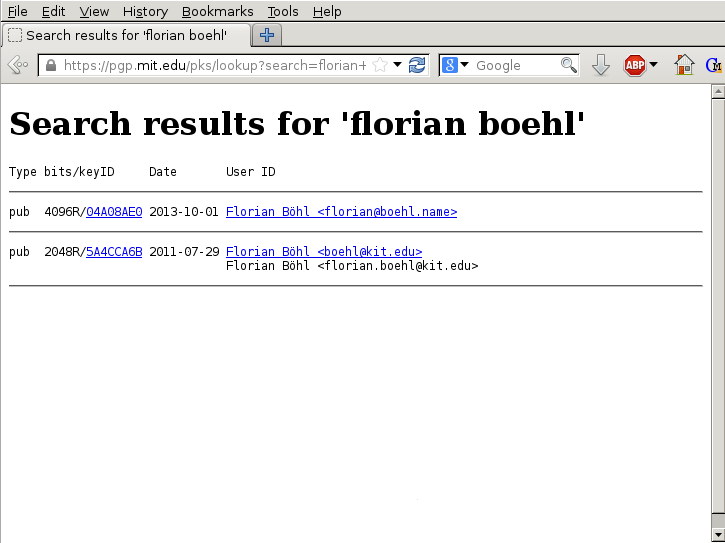 File Edit View History Bookmarks Tools Help
Search results for 'florian boehl'
https://pgp.mit.edu/pks/lookup?search=florian+ Google ABP
Search results for 'florian boehl'
Type bits/keyID Date User ID
pub 4096R/04A08AE0 2013-10-01 Florian Böhl <florian@boehl.name>
pub 2048R/5A4CCA6B 2011-07-29 Florian Böhl <boehl@kit.edu>
Florian Böhl <florian.boehl@kit.edu>